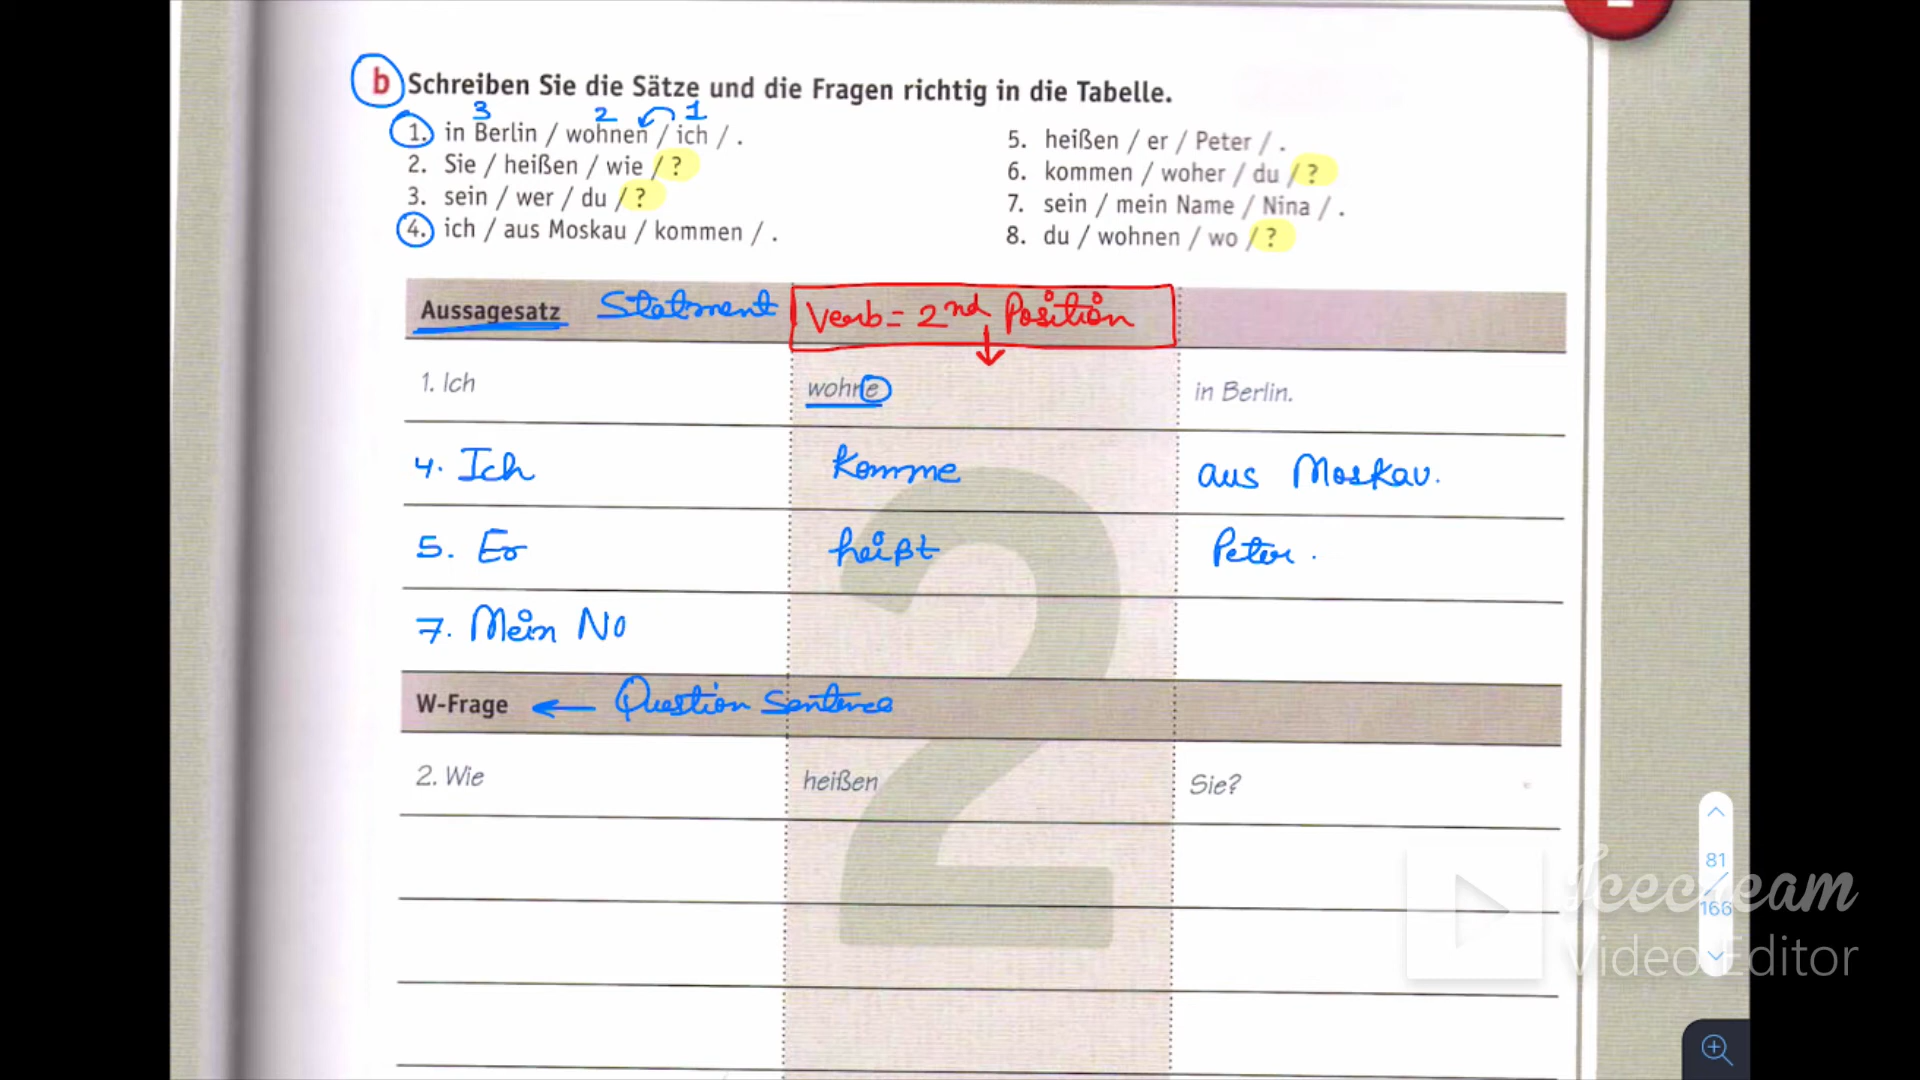 b Schreiben Sie die Sätze und die Fragen richtig in die Tabelle.
3 2 1
1. in Berlin / wohnen / ich / .
2. Sie / heißen / wie / ?
3. sein / wer / du / ?
4. ich / aus Moskau / kommen / .
5. heißen / er / Peter / .
6. kommen / woher / du / ?
7. sein / mein Name / Nina / .
8. du / wohnen / wo / ?
Aussagesatz Statment Verb = 2nd Position
1. Ich wohne in Berlin.
4. Ich komme aus Moskau.
5. Er heißt Peter.
7. Mein Na
W-Frage ← Question Sentence
2. Wie heißen Sie?
2
81
166
Icecream
Video Editor